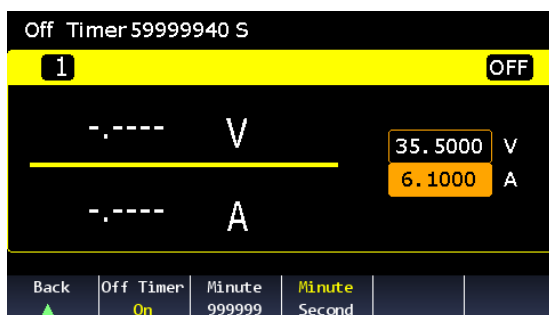 Off Timer 59999940 S
1 OFF
-.---- V
35.5000 V
6.1000 A
-.---- A
Back Off Timer Minute Minute
On 999999 Second